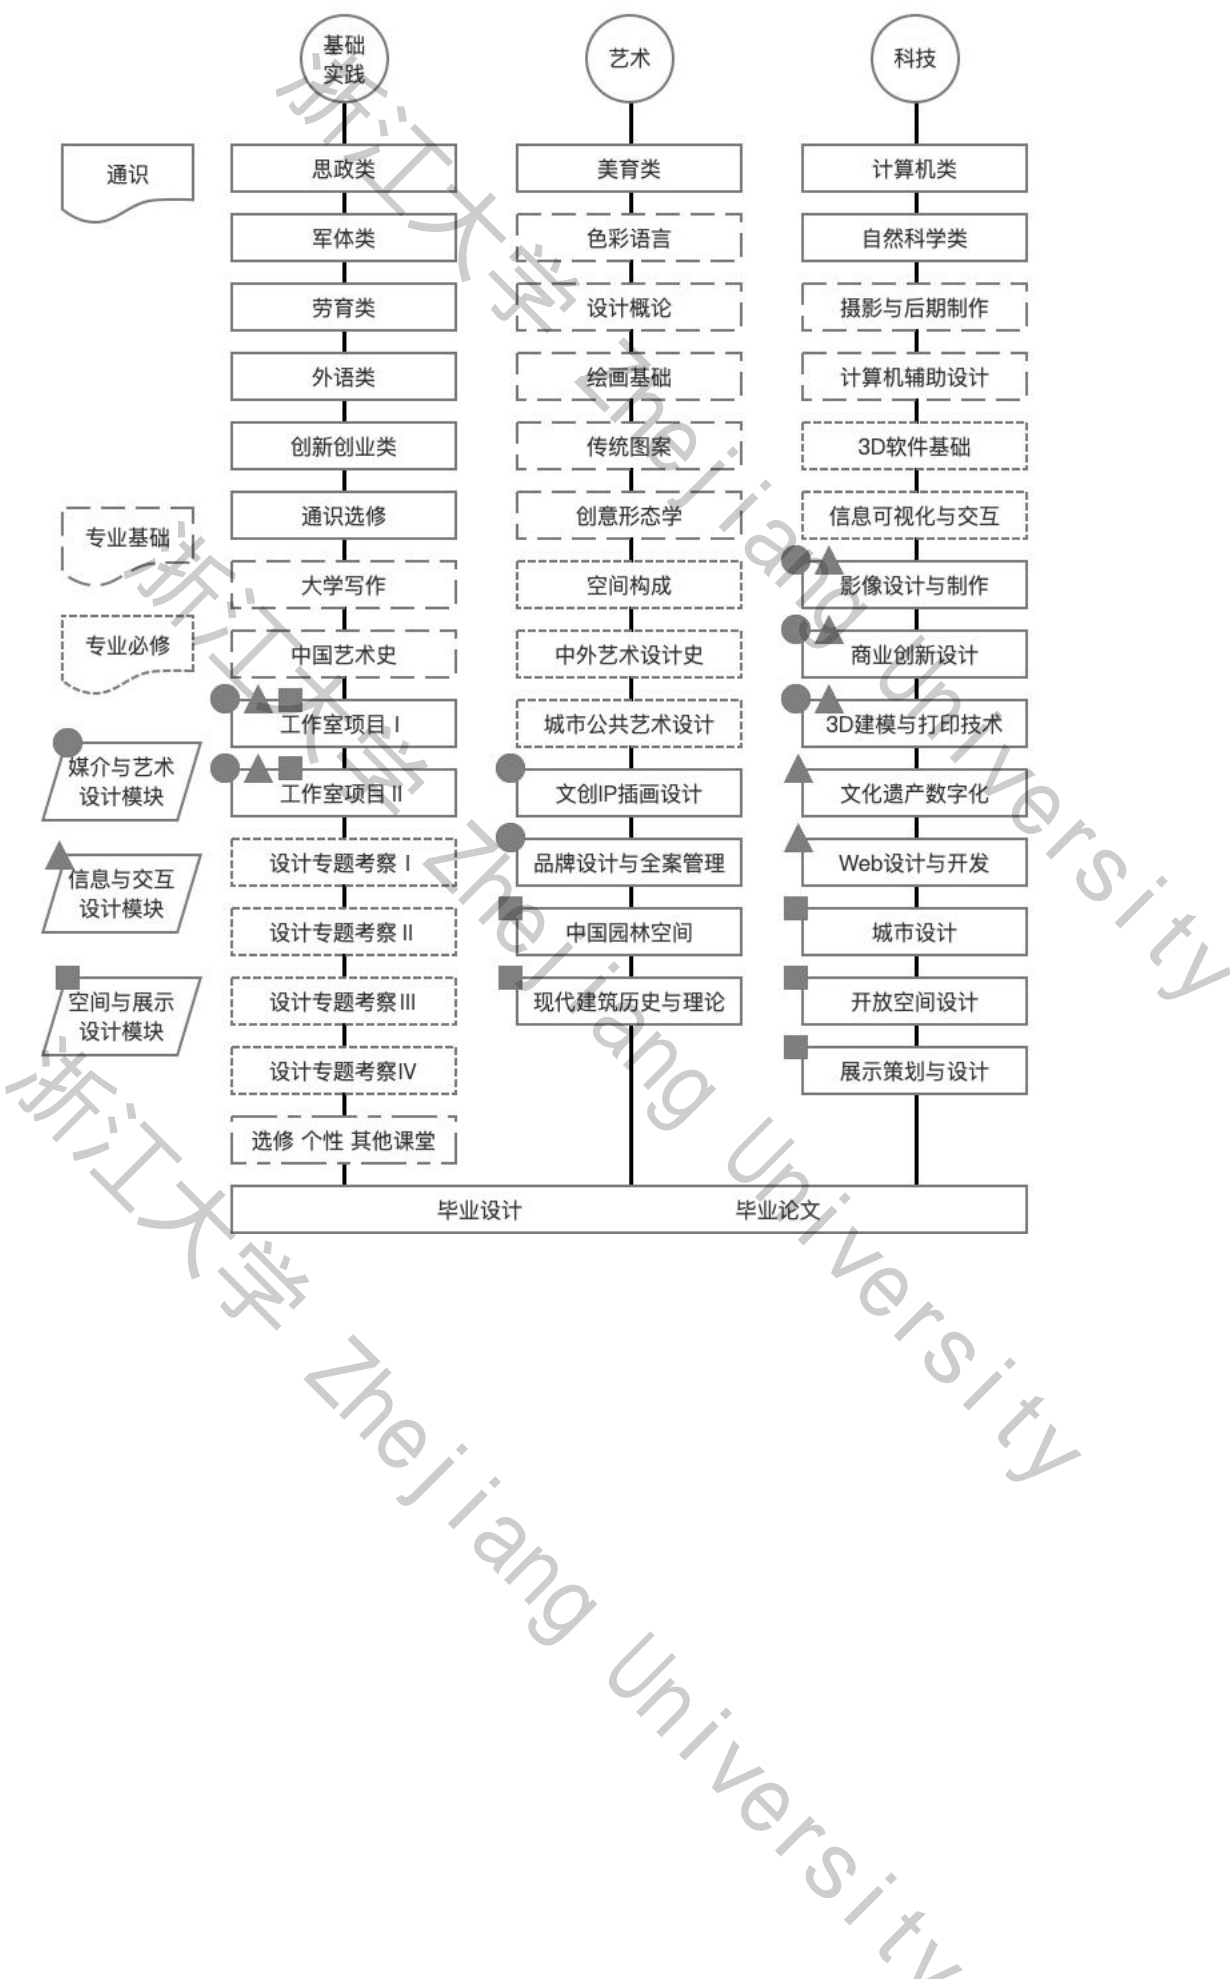 基础
实践
艺术
科技
通识
思政类
美育类
计算机类
军体类
色彩语言
自然科学类
劳育类
设计概论
摄影与后期制作
外语类
绘画基础
计算机辅助设计
创新创业类
传统图案
3D软件基础
专业基础
通识选修
创意形态学
信息可视化与交互
大学写作
空间构成
影像设计与制作
专业必修
中国艺术史
中外艺术设计史
商业创新设计
工作室项目 I
城市公共艺术设计
3D建模与打印技术
媒介与艺术
设计模块
工作室项目 II
文创IP插画设计
文化遗产数字化
信息与交互
设计模块
设计专题考察 I
品牌设计与全案管理
Web设计与开发
设计专题考察 II
中国园林空间
城市设计
空间与展示
设计模块
设计专题考察III
现代建筑历史与理论
开放空间设计
设计专题考察IV
展示策划与设计
选修 个性 其他课堂
毕业设计
毕业论文
浙江大学 Zhejiang University
浙江大学 Zhejiang University
浙江大学 Zhejiang University